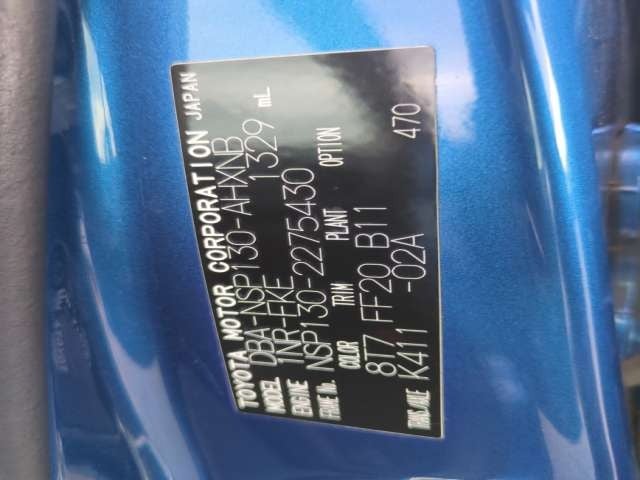 TOYOTA MOTOR CORPORATION JAPAN
MODEL DBA-NSP130-AHXNB
ENGINE 1NR-FKE 1329 mL
FRAME No. NSP130-2275430
COLOR TRIM PLANT OPTION
8T7 FF20 B11 470
TRANS/AXLE K411 -02A